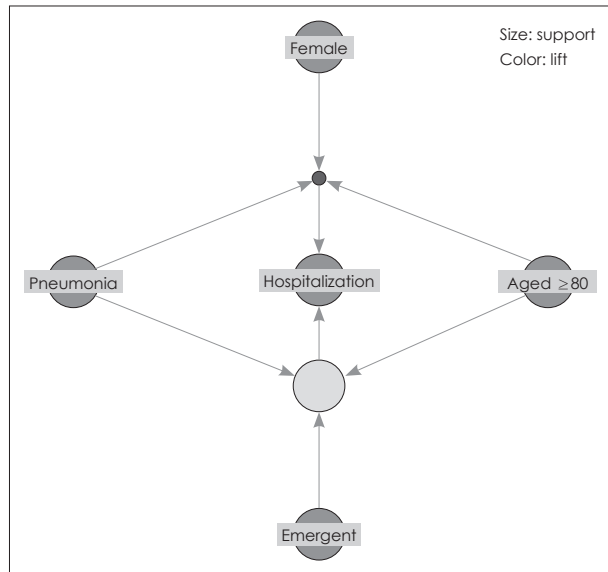 Size: support
Color: lift
Female
Pneumonia
Hospitalization
Aged ≥80
Emergent